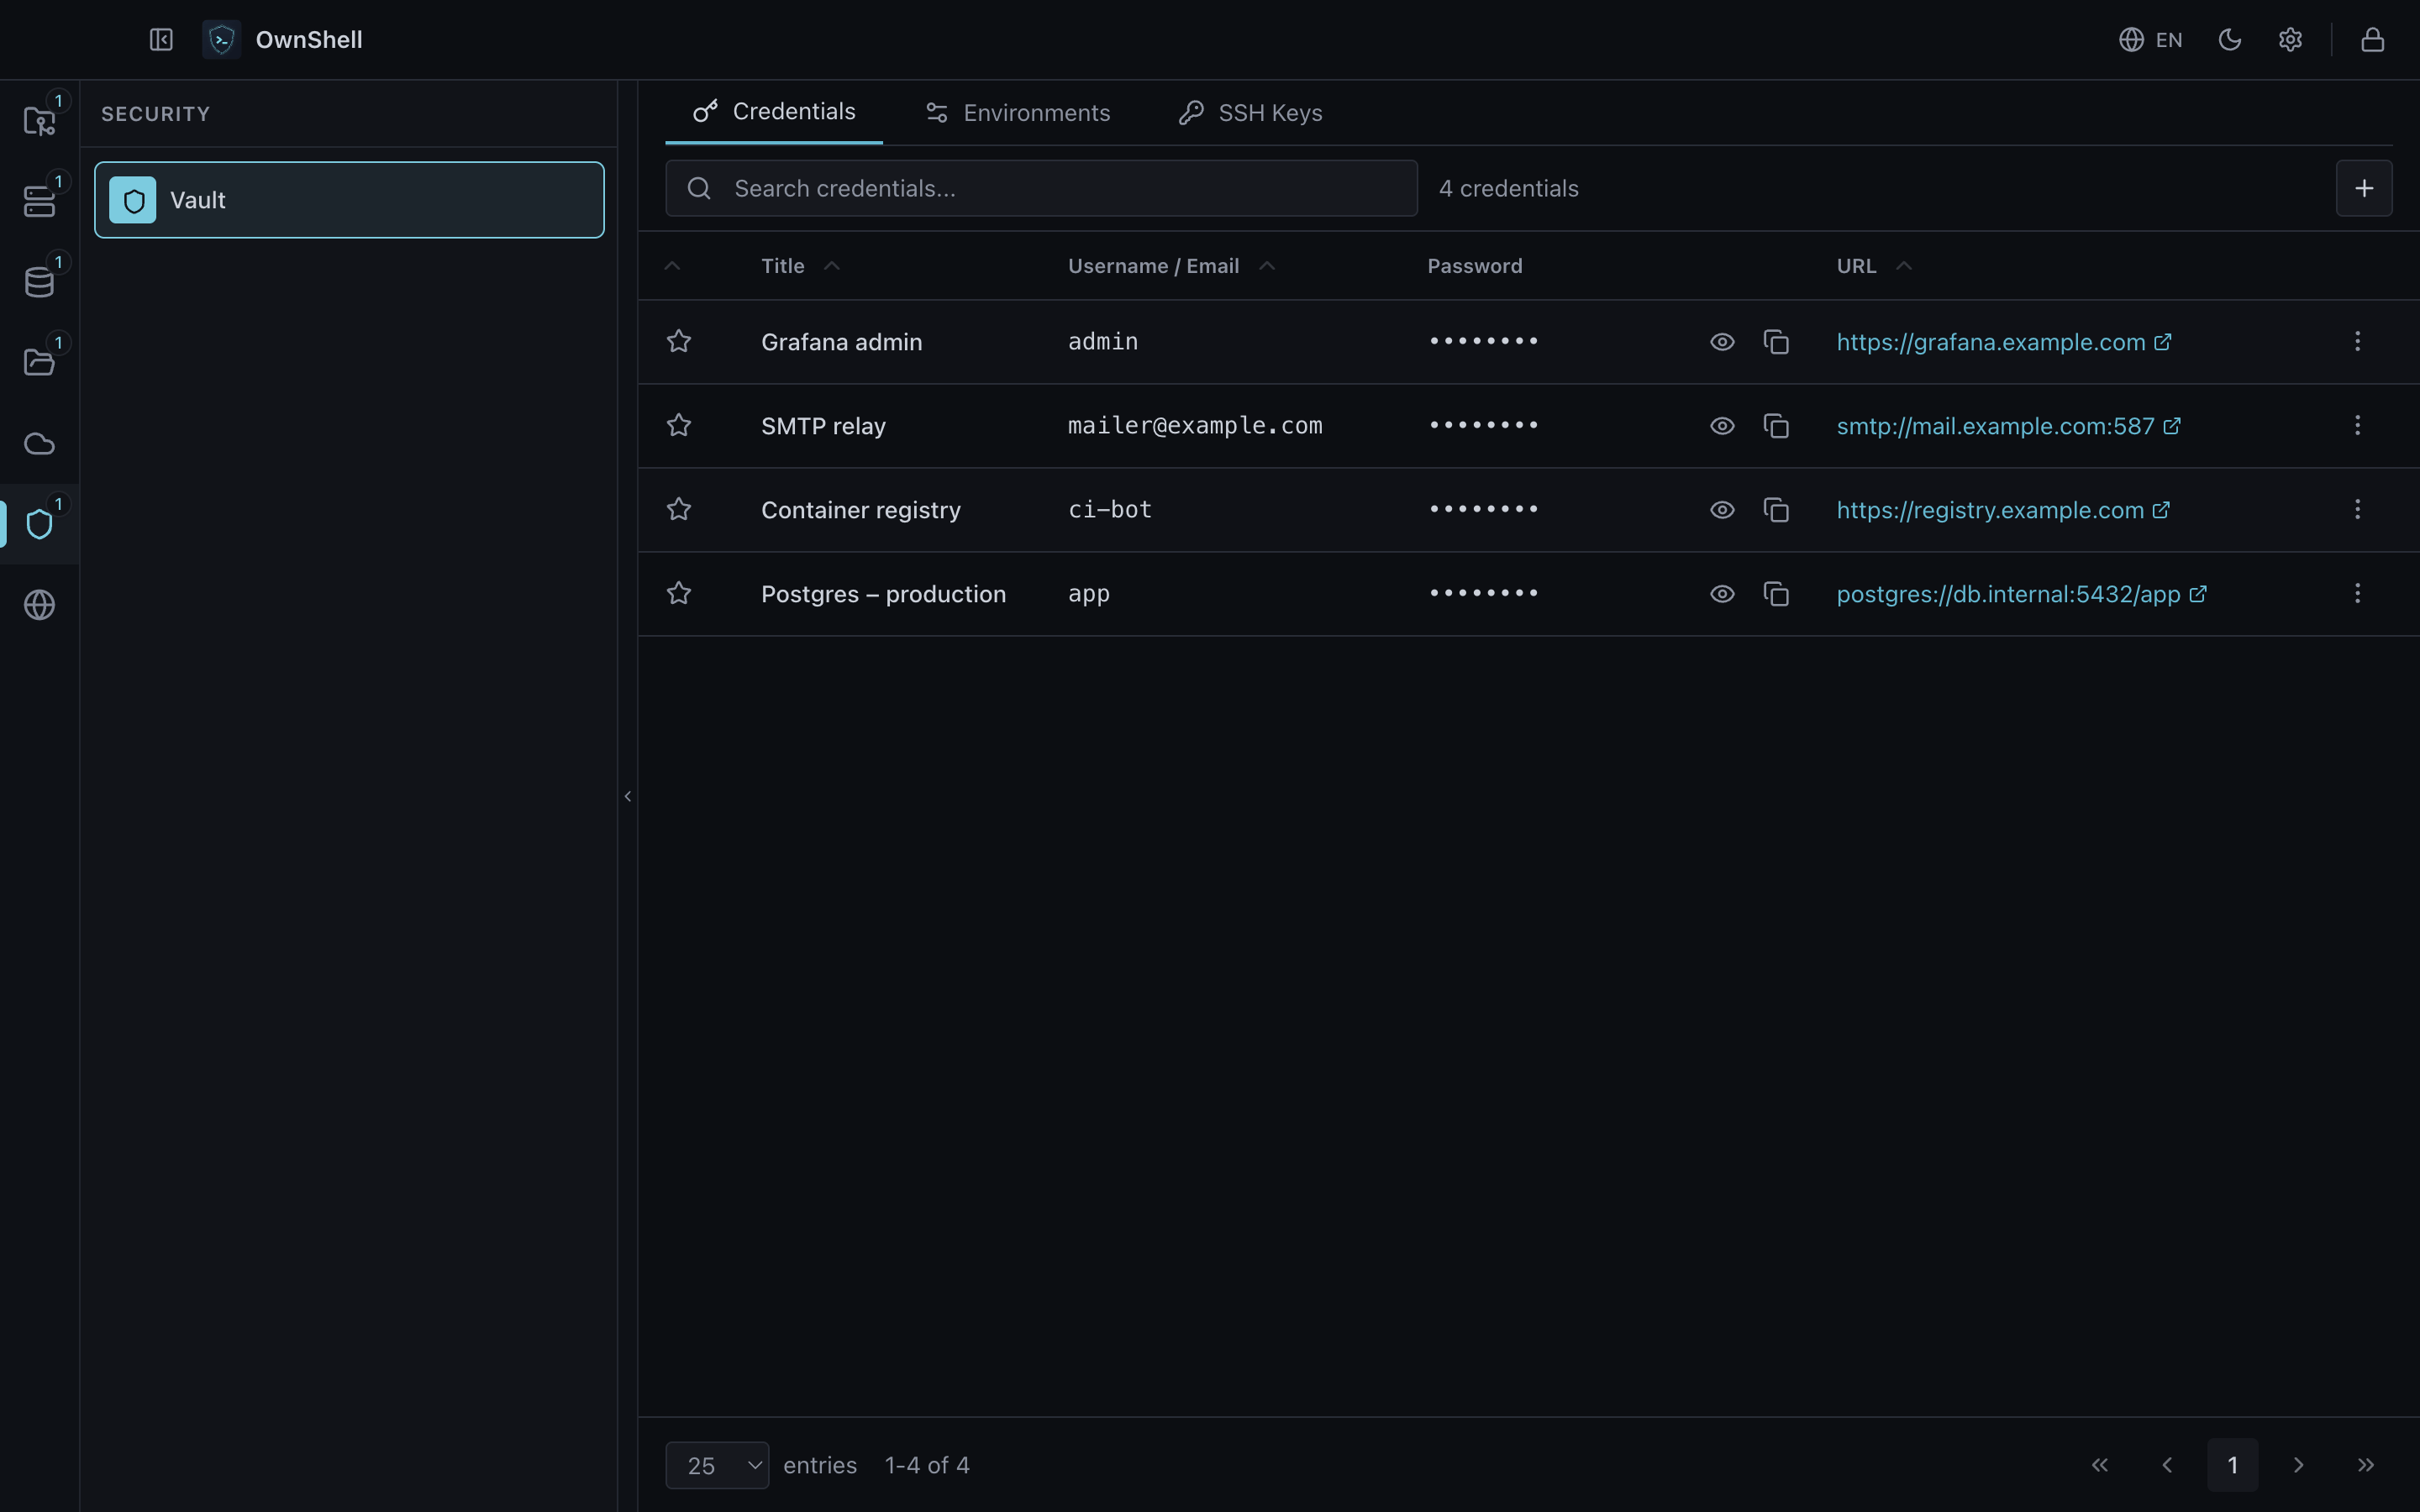 OwnShell
EN
1
1
1
1
1
SECURITY
Vault
Credentials Environments SSH Keys
Search credentials... 4 credentials
Title Username / Email Password URL
Grafana admin admin •••••••• https://grafana.example.com
SMTP relay mailer@example.com •••••••• smtp://mail.example.com:587
Container registry ci-bot •••••••• https://registry.example.com
Postgres – production app •••••••• postgres://db.internal:5432/app
25 entries 1-4 of 4 1